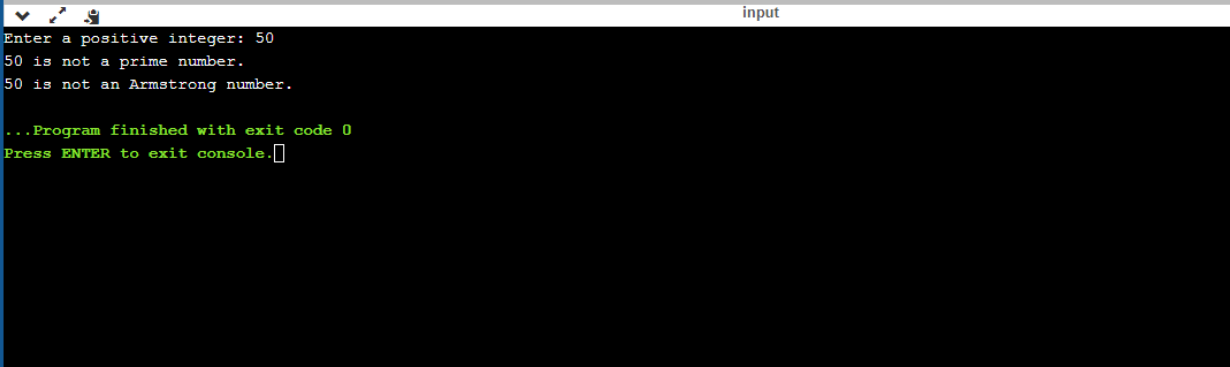 input
Enter a positive integer: 50
50 is not a prime number.
50 is not an Armstrong number.
...Program finished with exit code 0
Press ENTER to exit console.